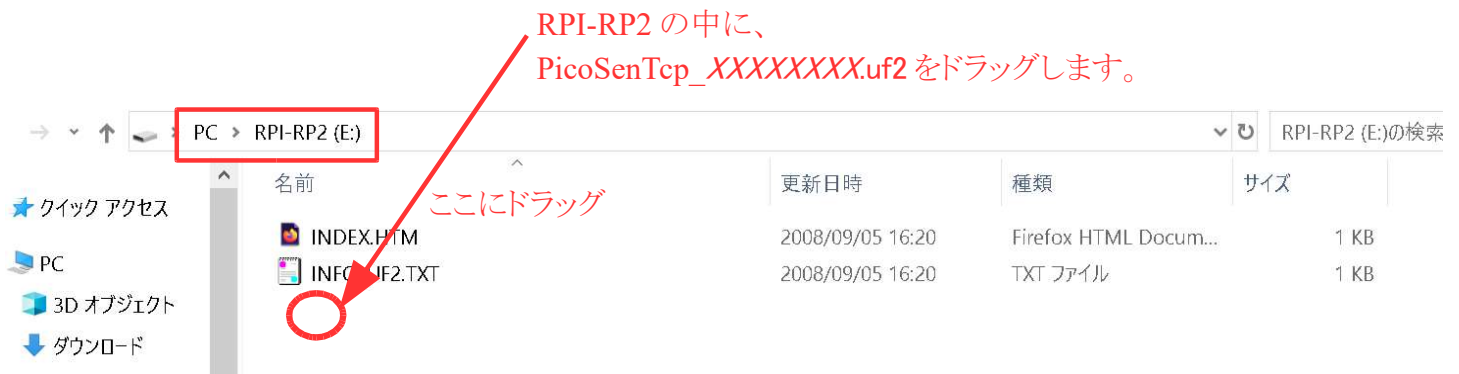 RPI-RP2 の中に、
PicoSenTcp_XXXXXXXX.uf2 をドラッグします。
PC > RPI-RP2 (E:)
RPI-RP2 (E:)の検索
名前
更新日時
種類
サイズ
ここにドラッグ
クイック アクセス
INDEX.HTM
2008/09/05 16:20
Firefox HTML Docum...
1 KB
PC
INFO_UF2.TXT
2008/09/05 16:20
TXT ファイル
1 KB
3D オブジェクト
ダウンロード